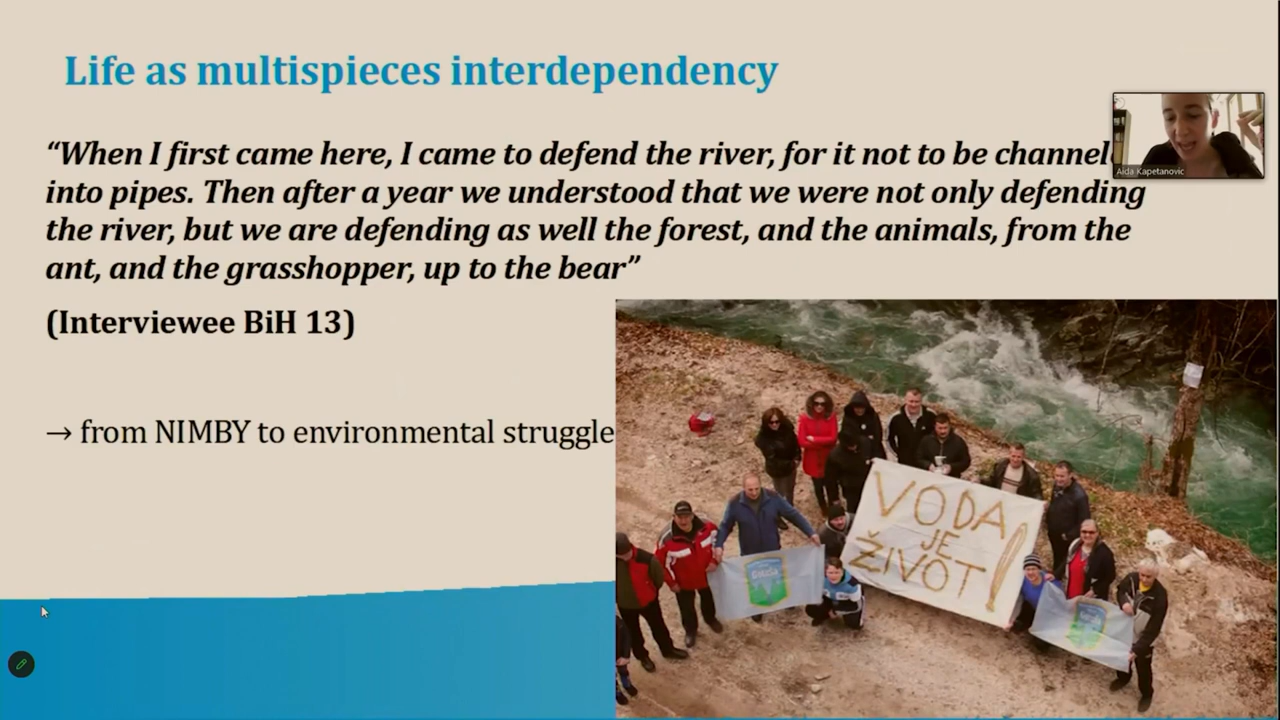 Life as multispieces interdependency
“When I first came here, I came to defend the river, for it not to be
into pipes. Then after a year we understood that we were not only defending
the river, but we are defending as well the forest, and the animals, from the
ant, and the grasshopper, up to the bear”
(Interviewee BiH 13)
→ from NIMBY to environmental struggle
Aida Kapetanovic
VODA
JE
ŽIVOT!